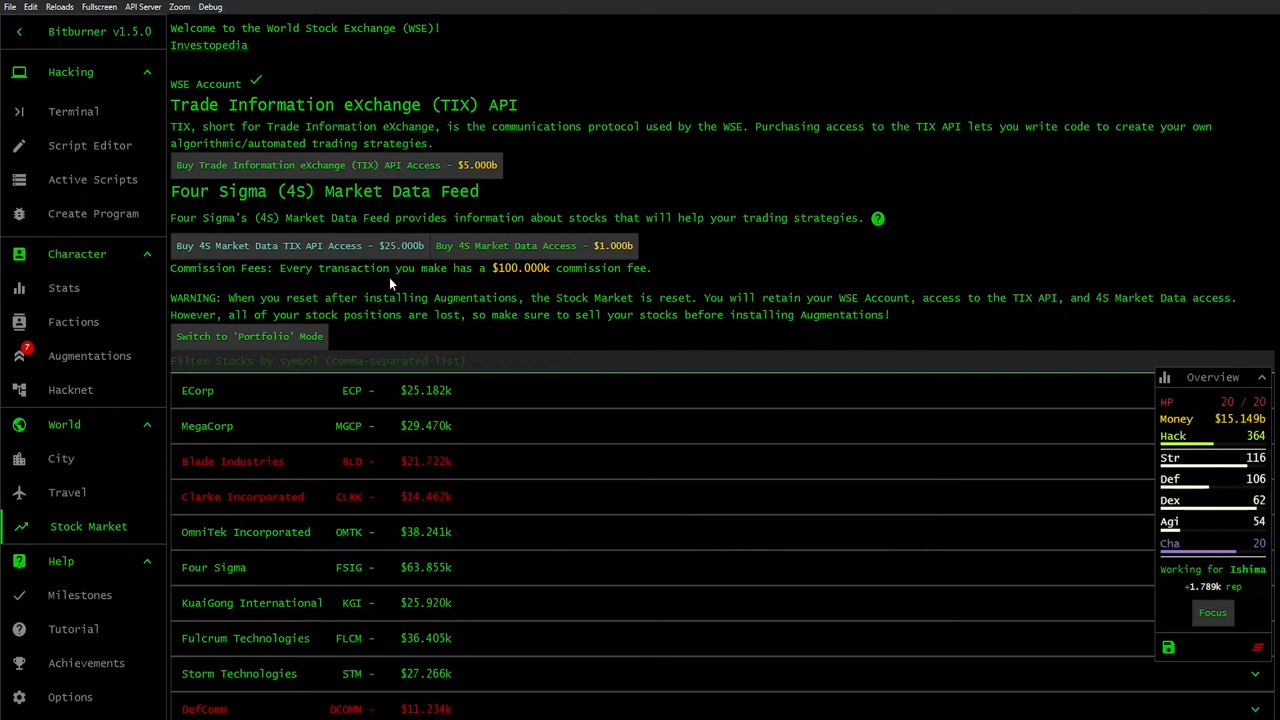 File Edit Reloads Fullscreen API Server Zoom Debug
Bitburner v1.5.0
Hacking
Terminal
Script Editor
Active Scripts
Create Program
Character
Stats
Factions
7
Augmentations
Hacknet
World
City
Travel
Stock Market
Help
Milestones
Tutorial
Achievements
Options
Welcome to the World Stock Exchange (WSE)!
Investopedia
WSE Account
Trade Information eXchange (TIX) API
TIX, short for Trade Information eXchange, is the communications protocol used by the WSE. Purchasing access to the TIX API lets you write code to create your own
algorithmic/automated trading strategies.
Buy Trade Information eXchange (TIX) API Access - $5.000b
Four Sigma (4S) Market Data Feed
Four Sigma's (4S) Market Data Feed provides information about stocks that will help your trading strategies. ?
Buy 4S Market Data TIX API Access - $25.000b Buy 4S Market Data Access - $1.000b
Commission Fees: Every transaction you make has a $100.000k commission fee.
WARNING: When you reset after installing Augmentations, the Stock Market is reset. You will retain your WSE Account, access to the TIX API, and 4S Market Data access.
However, all of your stock positions are lost, so make sure to sell your stocks before installing Augmentations!
Switch to 'Portfolio' Mode
Filter Stocks by symbol (comma-separated list)
ECorp ECP - $25.182k
MegaCorp MGCP - $29.470k
Blade Industries BLD - $21.722k
Clarke Incorporated CLRK - $14.462k
OmniTek Incorporated OMTK - $38.241k
Four Sigma FSIG - $63.855k
KuaiGong International KGI - $25.920k
Fulcrum Technologies FLCM - $36.405k
Storm Technologies STM - $27.266k
DefComm DCOMM - $11.234k
Overview
HP 20 / 20
Money $15.149b
Hack 364
Str 116
Def 106
Dex 62
Agi 54
Cha 20
Working for Ishima
+1.789k rep
Focus